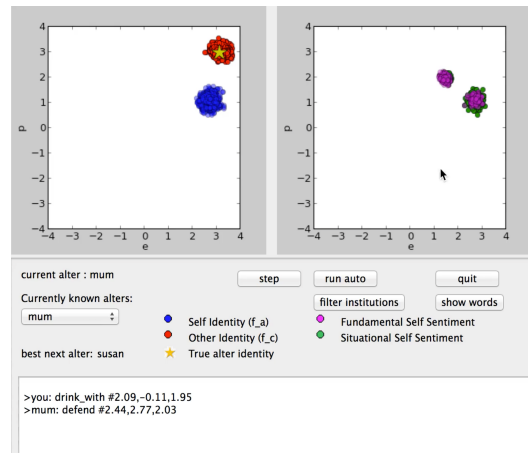 4
3
2
1
0
−1
−2
−3
−4
p
−4 −3 −2 −1 0 1 2 3 4
e
4
3
2
1
0
−1
−2
−3
−4
p
−4 −3 −2 −1 0 1 2 3 4
e
current alter : mum
step
run auto
quit
Currently known alters:
filter institutions
show words
mum
Self Identity (f_a)
Fundamental Self Sentiment
Other Identity (f_c)
Situational Self Sentiment
best next alter: susan
True alter identity
>you: drink_with #2.09,-0.11,1.95
>mum: defend #2.44,2.77,2.03